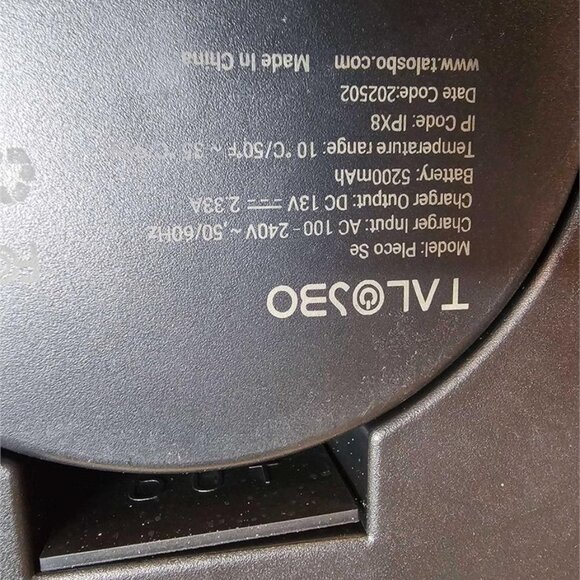 TALOSBO
Model: Pleco Se
Charger Input: AC 100-240V~, 50/60Hz
Charger Output: DC 13V ⎓ 2.33A
Battery: 5200mAh
Temperature range: 10 °C/50°F ~ 35 °C/
IP Code: IPX8
Date Code:202502
www.talosbo.com Made In China